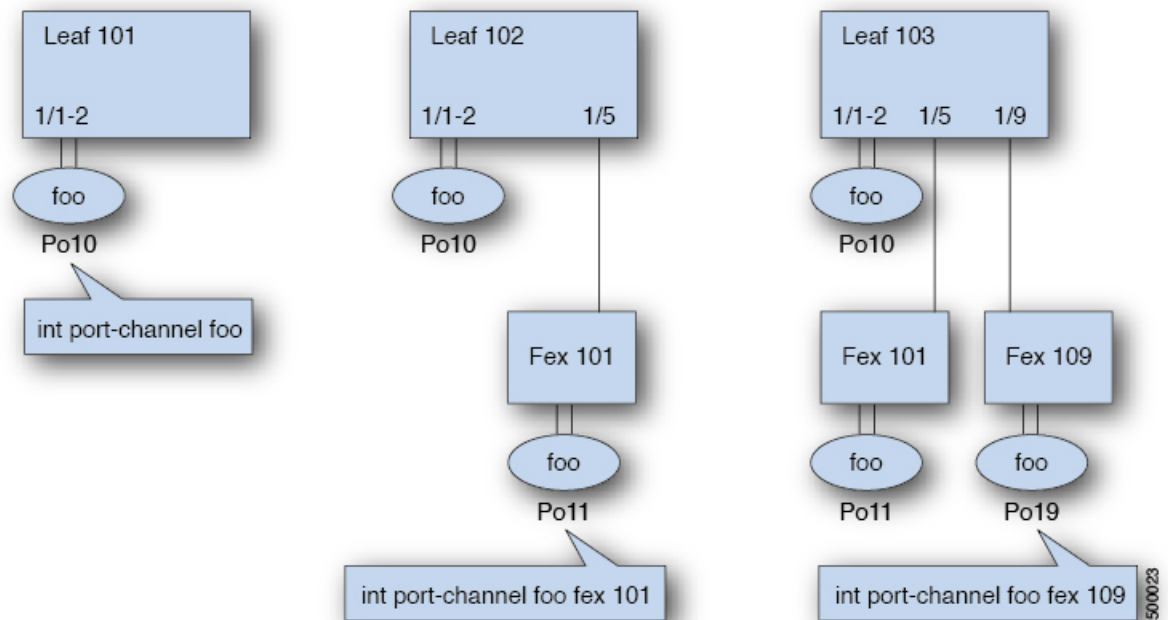 Leaf 101
1/1-2
foo
Po10
int port-channel foo
Leaf 102
1/1-2 1/5
foo
Po10
Fex 101
foo
Po11
int port-channel foo fex 101
Leaf 103
1/1-2 1/5 1/9
foo
Po10
Fex 101 Fex 109
foo foo
Po11 Po19
int port-channel foo fex 109
500023